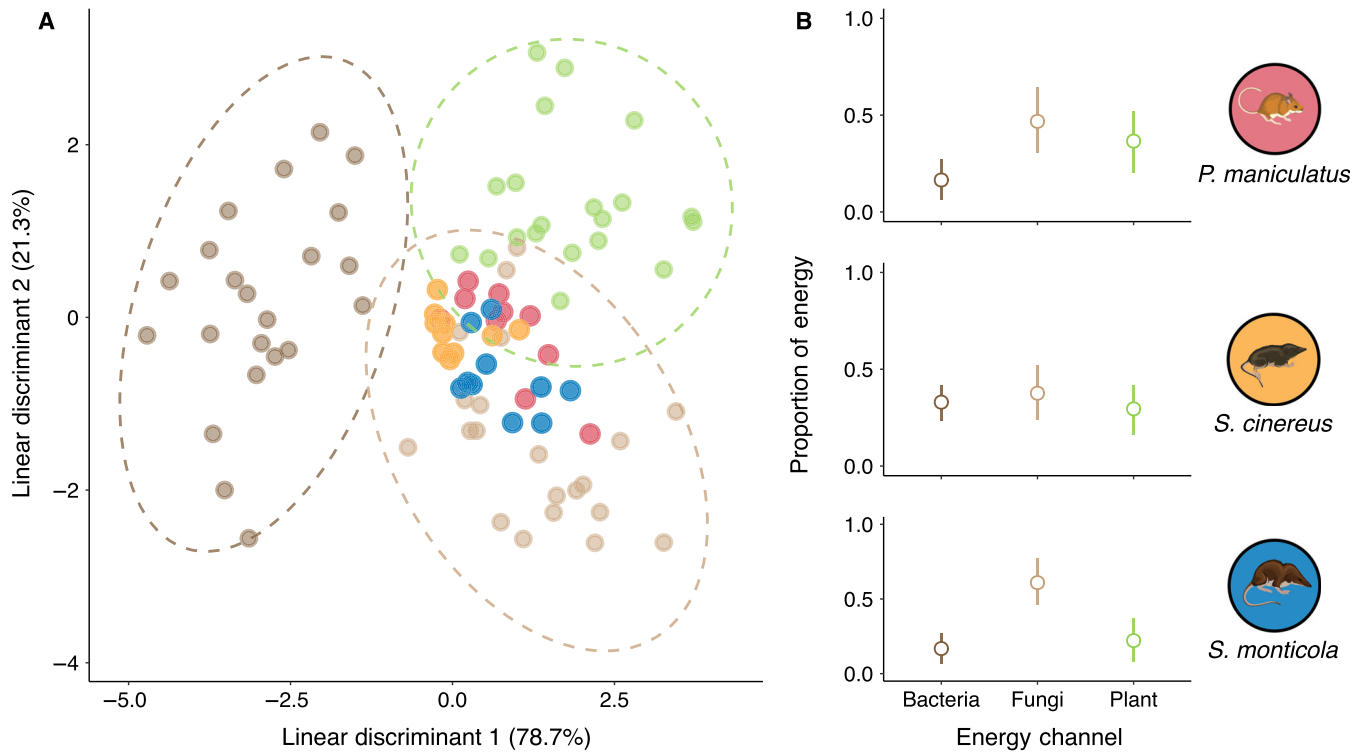 A
Linear discriminant 2 (21.3%)
2
0
−2
−4
−5.0
−2.5
0.0
2.5
Linear discriminant 1 (78.7%)
B
Proportion of energy
1.0
0.5
0.0
P. maniculatus
1.0
0.5
0.0
S. cinereus
1.0
0.5
0.0
S. monticola
Bacteria
Fungi
Plant
Energy channel